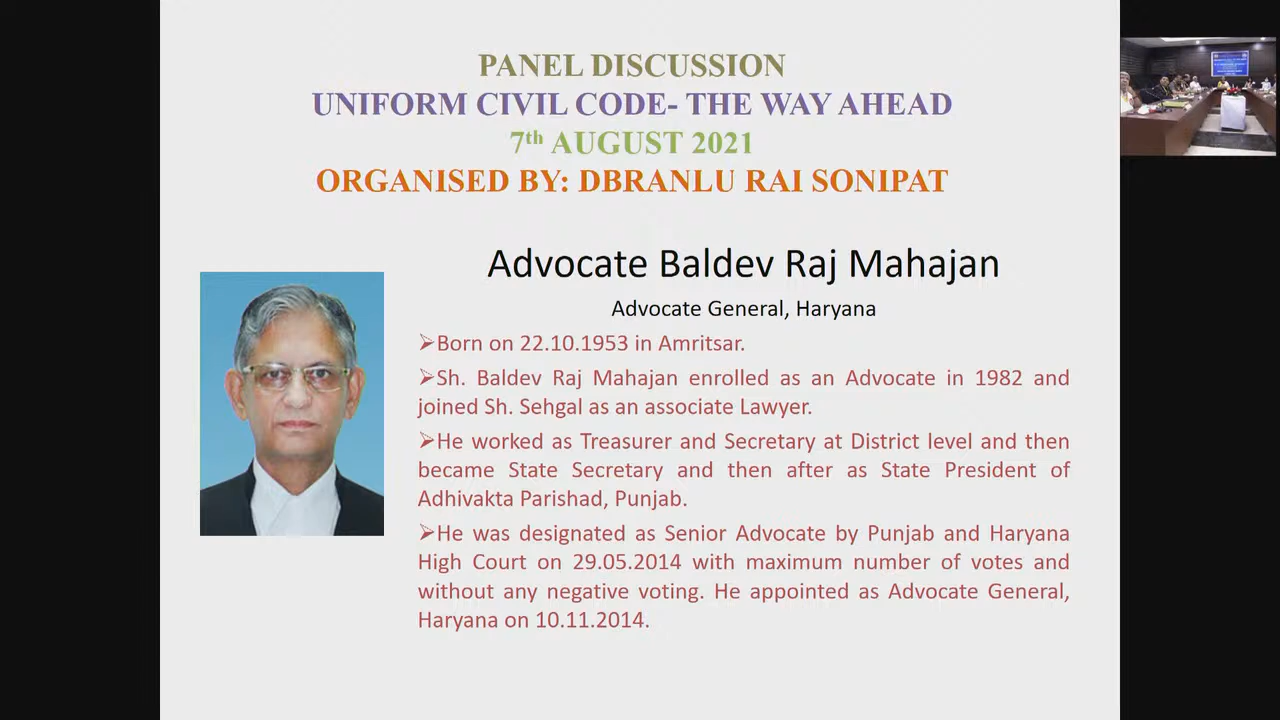 PANEL DISCUSSION
UNIFORM CIVIL CODE- THE WAY AHEAD
7th AUGUST 2021
ORGANISED BY: DBRANLU RAI SONIPAT
Advocate Baldev Raj Mahajan
Advocate General, Haryana
➢Born on 22.10.1953 in Amritsar.
➢Sh. Baldev Raj Mahajan enrolled as an Advocate in 1982 and
joined Sh. Sehgal as an associate Lawyer.
➢He worked as Treasurer and Secretary at District level and then
became State Secretary and then after as State President of
Adhivakta Parishad, Punjab.
➢He was designated as Senior Advocate by Punjab and Haryana
High Court on 29.05.2014 with maximum number of votes and
without any negative voting. He appointed as Advocate General,
Haryana on 10.11.2014.